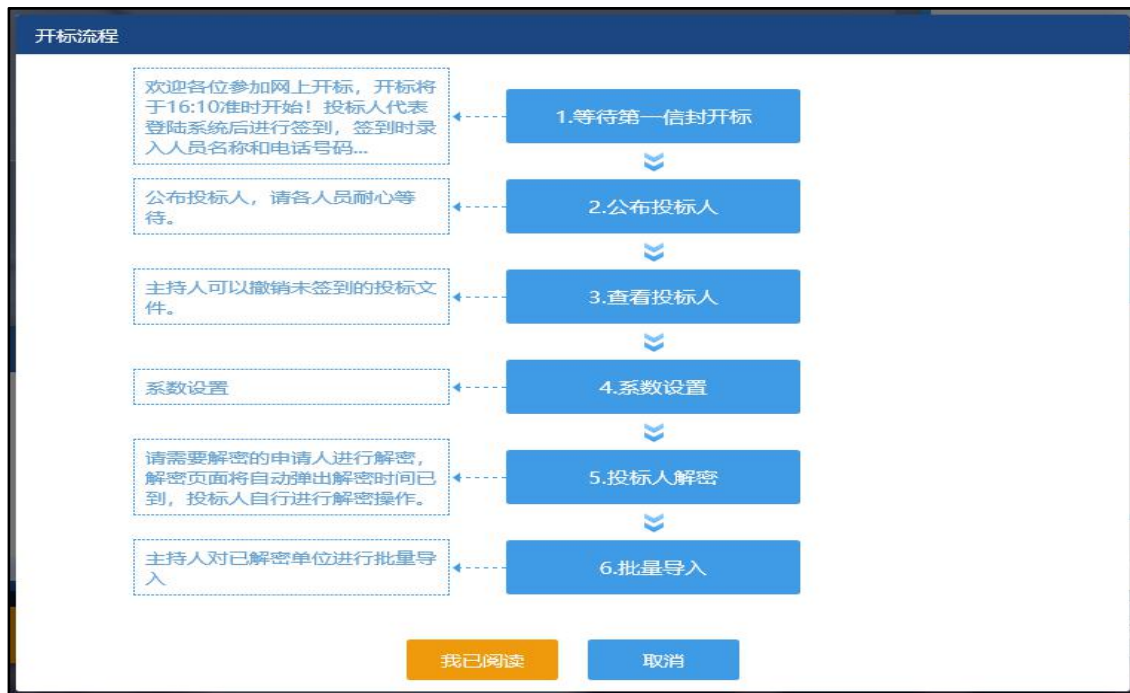 开标流程
欢迎各位参加网上开标，开标将
于16:10准时开始！投标人代表
登陆系统后进行签到，签到时录
入人员名称和电话号码...
1.等待第一信封开标
公布投标人，请各人员耐心等
待。
2.公布投标人
主持人可以撤销未签到的投标文
件。
3.查看投标人
系数设置
4.系数设置
请需要解密的申请人进行解密，
解密页面将自动弹出解密时间已
到，投标人自行进行解密操作。
5.投标人解密
主持人对已解密单位进行批量导
入
6.批量导入
我已阅读
取消